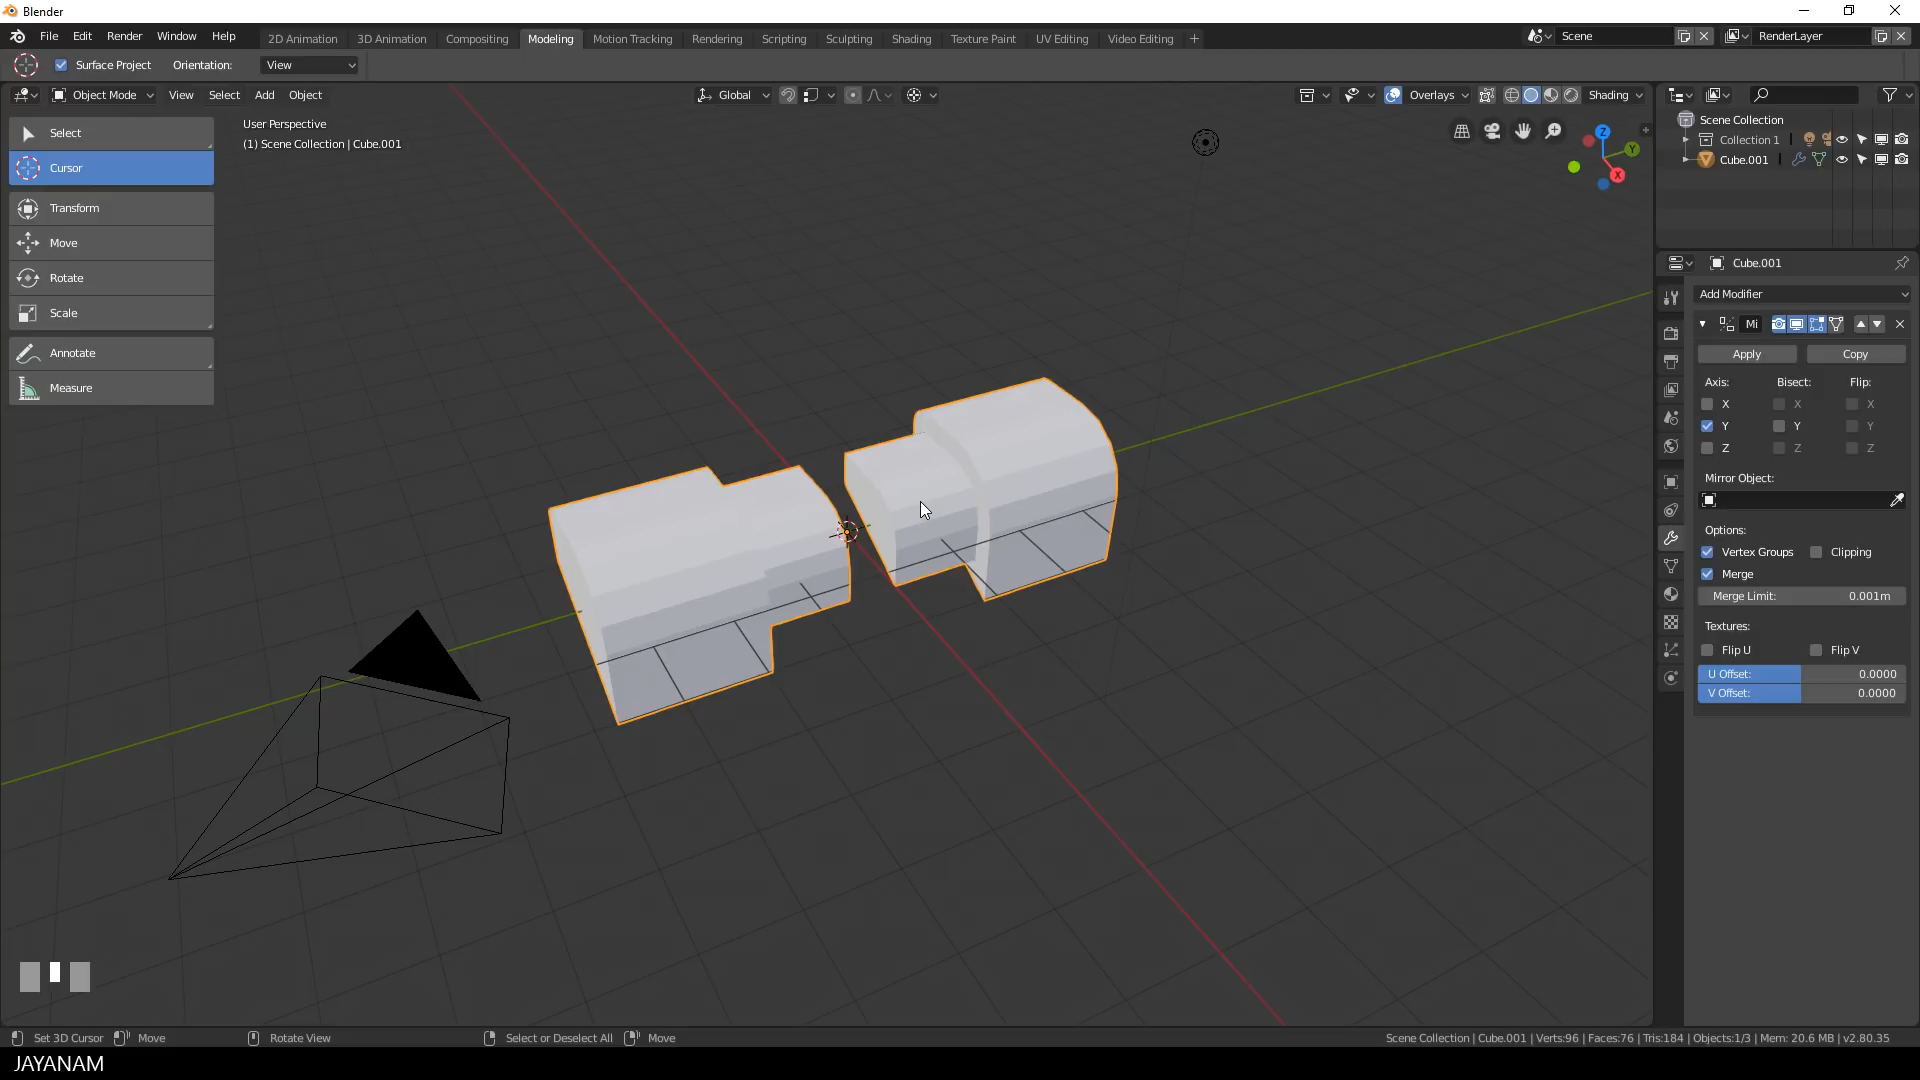 Blender
File Edit Render Window Help 2D Animation 3D Animation Compositing Modeling Motion Tracking Rendering Scripting Sculpting Shading Texture Paint UV Editing Video Editing + Scene RenderLayer
Surface Project Orientation: View
Object Mode View Select Add Object Global Overlays Shading
User Perspective
(1) Scene Collection | Cube.001
Select
Cursor
Transform
Move
Rotate
Scale
Annotate
Measure
Z
Y
X
Scene Collection
Collection 1
Cube.001
Cube.001
Add Modifier
Mi
Apply Copy
Axis: Bisect: Flip:
X X X
Y Y Y
Z Z Z
Mirror Object:
Options:
Vertex Groups Clipping
Merge
Merge Limit: 0.001m
Textures:
Flip U Flip V
U Offset: 0.0000
V Offset: 0.0000
Set 3D Cursor Move Rotate View Select or Deselect All Move Scene Collection | Cube.001 | Verts:96 | Faces:76 | Tris:184 | Objects:1/3 | Mem: 20.6 MB | v2.80.35
JAYANAM